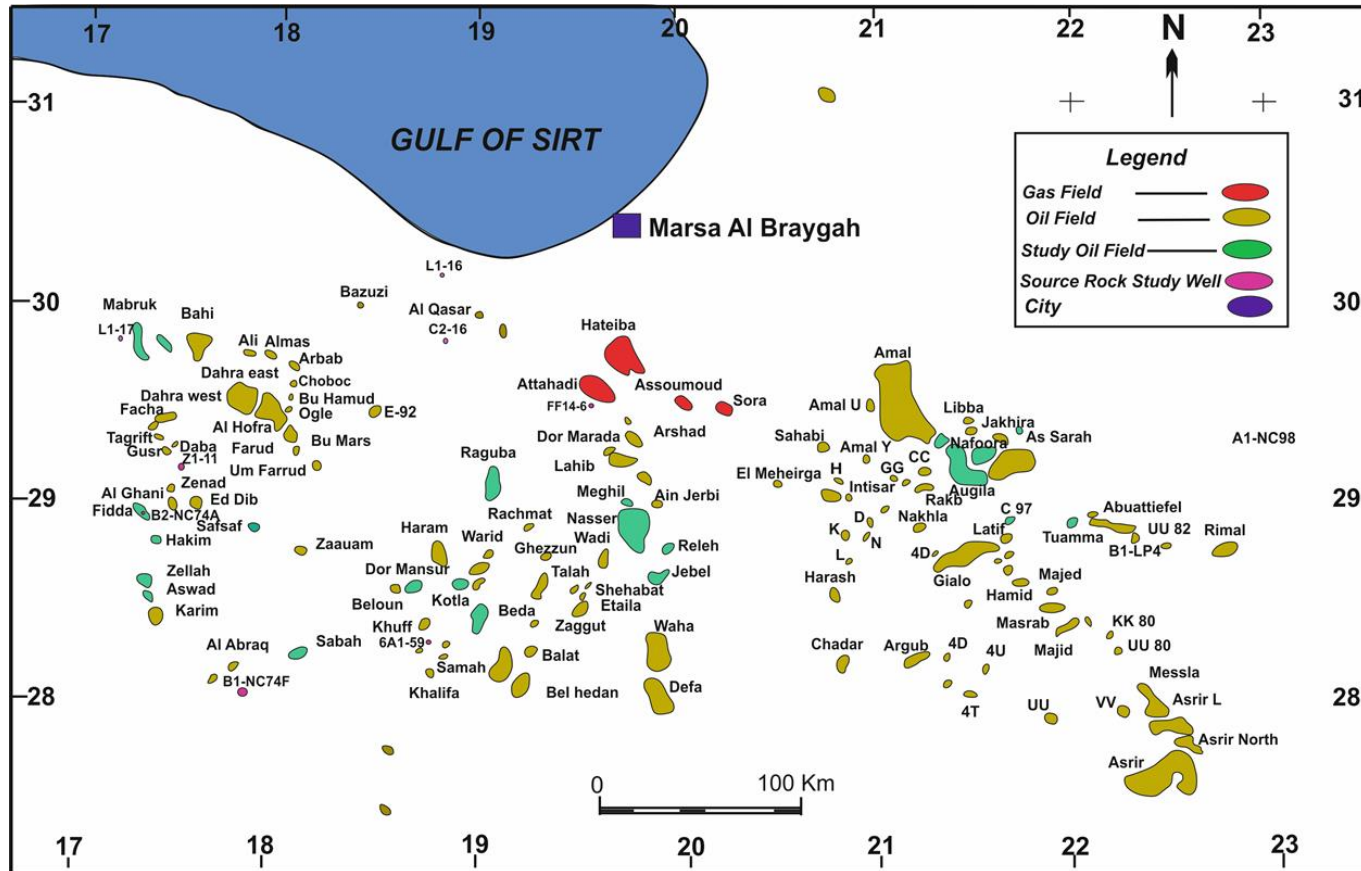 17
18
19
20
21
22
23
N
31
31
GULF OF SIRT
Legend
Gas Field
Oil Field
Study Oil Field
Source Rock Study Well
City
Marsa Al Braygah
L1-16
30
30
Mabruk
Bahi
Bazuzi
Al Qasar
C2-16
L1-17
Hateiba
Ali
Almas
Arbab
Amal
Dahra east
Choboc
Attahadi
Assoumoud
Sora
Dahra west
Bu Hamud
FF14-6
Amal U
Libba
Facha
Ogle
E-92
Al Hofra
Jakhira
Arshad
Sahabi
Nafoora
As Sarah
A1-NC98
Tagrift
Daba
Farud
Bu Mars
Dor Marada
Amal Y
Gusr
Z1-11
Um Farrud
Raguba
Lahib
El Meheirga
H
GG
CC
Zenad
Intisar
Augila
29
29
Al Ghani
Ed Dib
Meghil
Ain Jerbi
Rakb
C 97
Abuattiefel
Fidda
B2-NC74A
Rachmat
Nasser
D
Nakhla
Safsaf
Haram
Warid
Wadi
K
Latif
Tuamma
UU 82
Rimal
Hakim
Zaauam
Ghezzun
Releh
N
B1-LP4
L
4D
Zellah
Dor Mansur
Talah
Jebel
Harash
Gialo
Majed
Aswad
Shehabat
Hamid
Karim
Beloun
Kotla
Beda
Etaila
Masrab
KK 80
Khuff
Zaggut
Waha
Al Abraq
Sabah
6A1-59
Chadar
Argub
4D
4U
Majid
UU 80
Samah
Balat
B1-NC74F
Khalifa
Bel hedan
Defa
Messla
28
28
4T
UU
VV
Asrir L
Asrir North
Asrir
0
100 Km
17
18
19
20
21
22
23